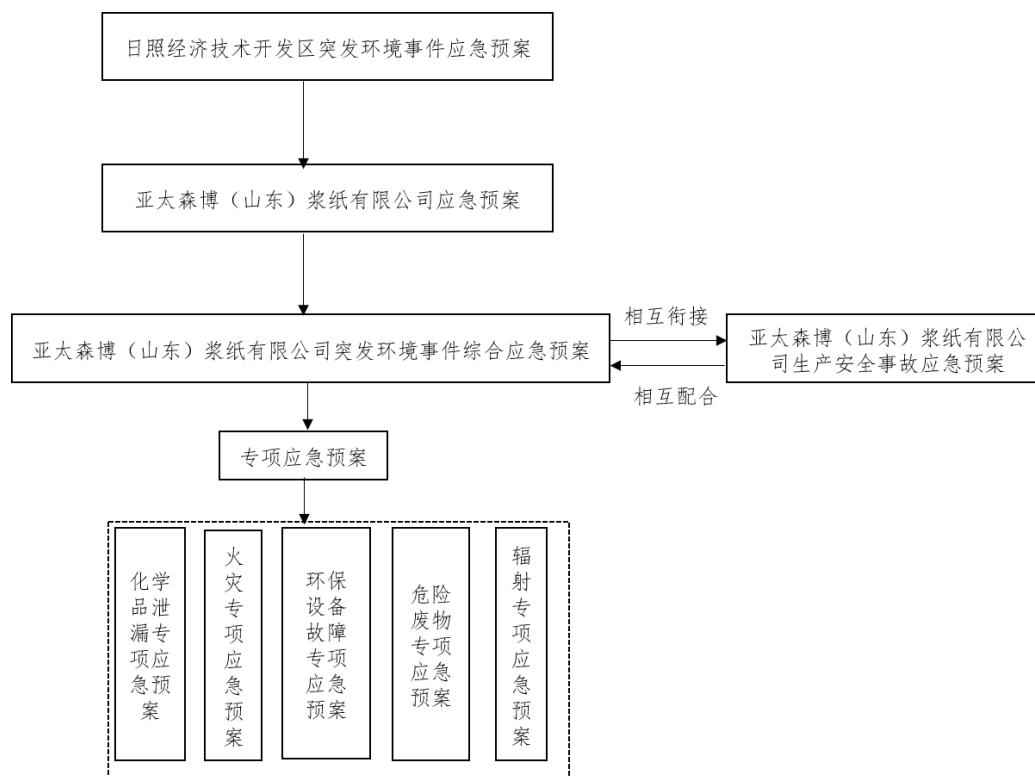 日照经济技术开发区突发环境事件应急预案
亚太森博（山东）浆纸有限公司应急预案
亚太森博（山东）浆纸有限公司突发环境事件综合应急预案
相互衔接
相互配合
亚太森博（山东）浆纸有限公
司生产安全事故应急预案
专项应急预案
化学
品泄
漏专
项应
急预
案
火灾专项应急预案
环保
设备
故障
专项
应急
预案
危险
废物
专项
应急
预案
辐射专项应急预案